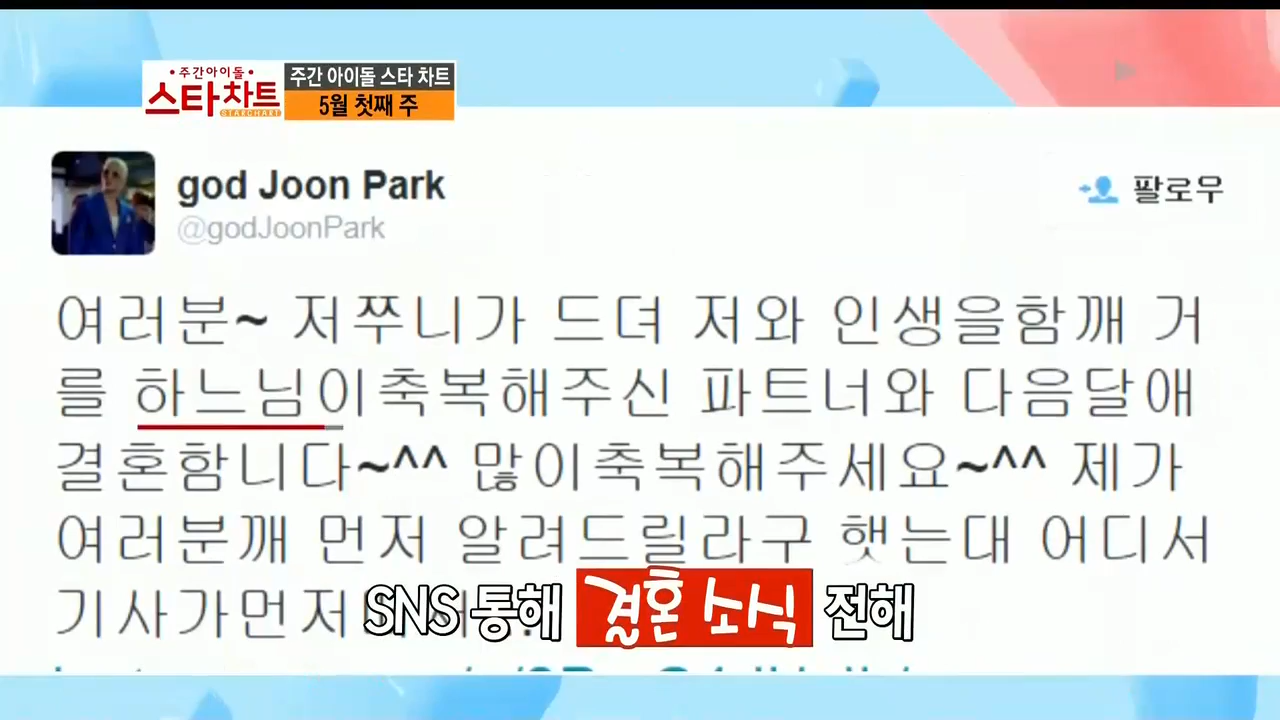 • 주간아이돌 •
스타차트
STARCHART
주간 아이돌 스타 차트
5월 첫째 주
god Joon Park
@godJoonPark
팔로우
여러분~ 저쭈니가 드뎌 저와 인생을함깨 거
를 하느님이축복해주신 파트너와 다음달애
결혼함니다~^^ 많이축복해주세요~^^ 제가
여러분깨 먼저 알려드릴라구 햇는대 어디서
기사가먼저
SNS 통해 결혼 소식 전해